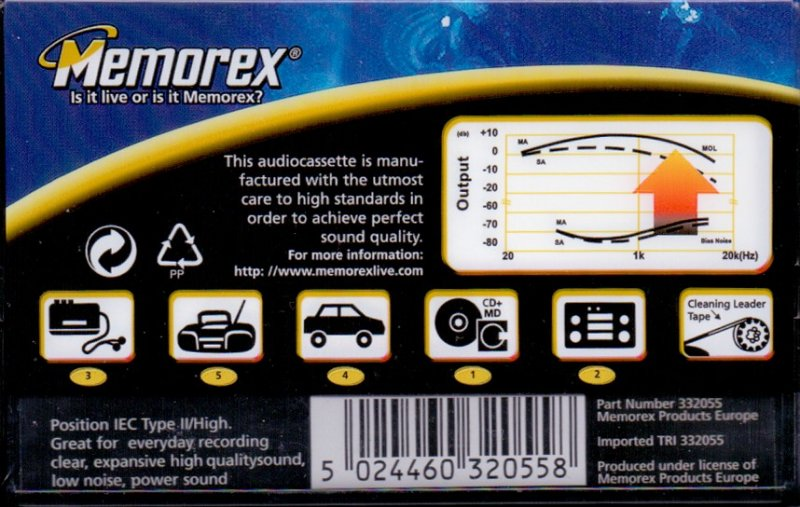 Memorex®
Is it live or is it Memorex?
This audiocassette is manu-
factured with the utmost
care to high standards in
order to achieve perfect
sound quality.
For more information:
http: //www.memorexlive.com
PP
(db)
Output
+10
0
-10
-20
-60
-70
-80
MA
SA
MOL
MA
SA
Bias Noise
20 1k 20k(Hz)
CD+
MD
Cleaning Leader
Tape
3 5 4 1 2
Position IEC Type II/High.
Great for everyday recording
clear, expansive high qualitysound,
low noise, power sound
5 024460 320558
Part Number 332055
Memorex Products Europe
Imported TRI 332055
Produced under license of
Memorex Products Europe